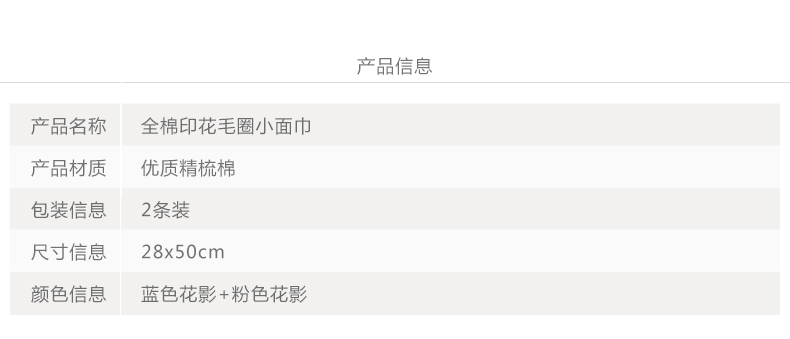 产品信息
产品名称 全棉印花毛圈小面巾
产品材质 优质精梳棉
包装信息 2条装
尺寸信息 28x50cm
颜色信息 蓝色花影+粉色花影